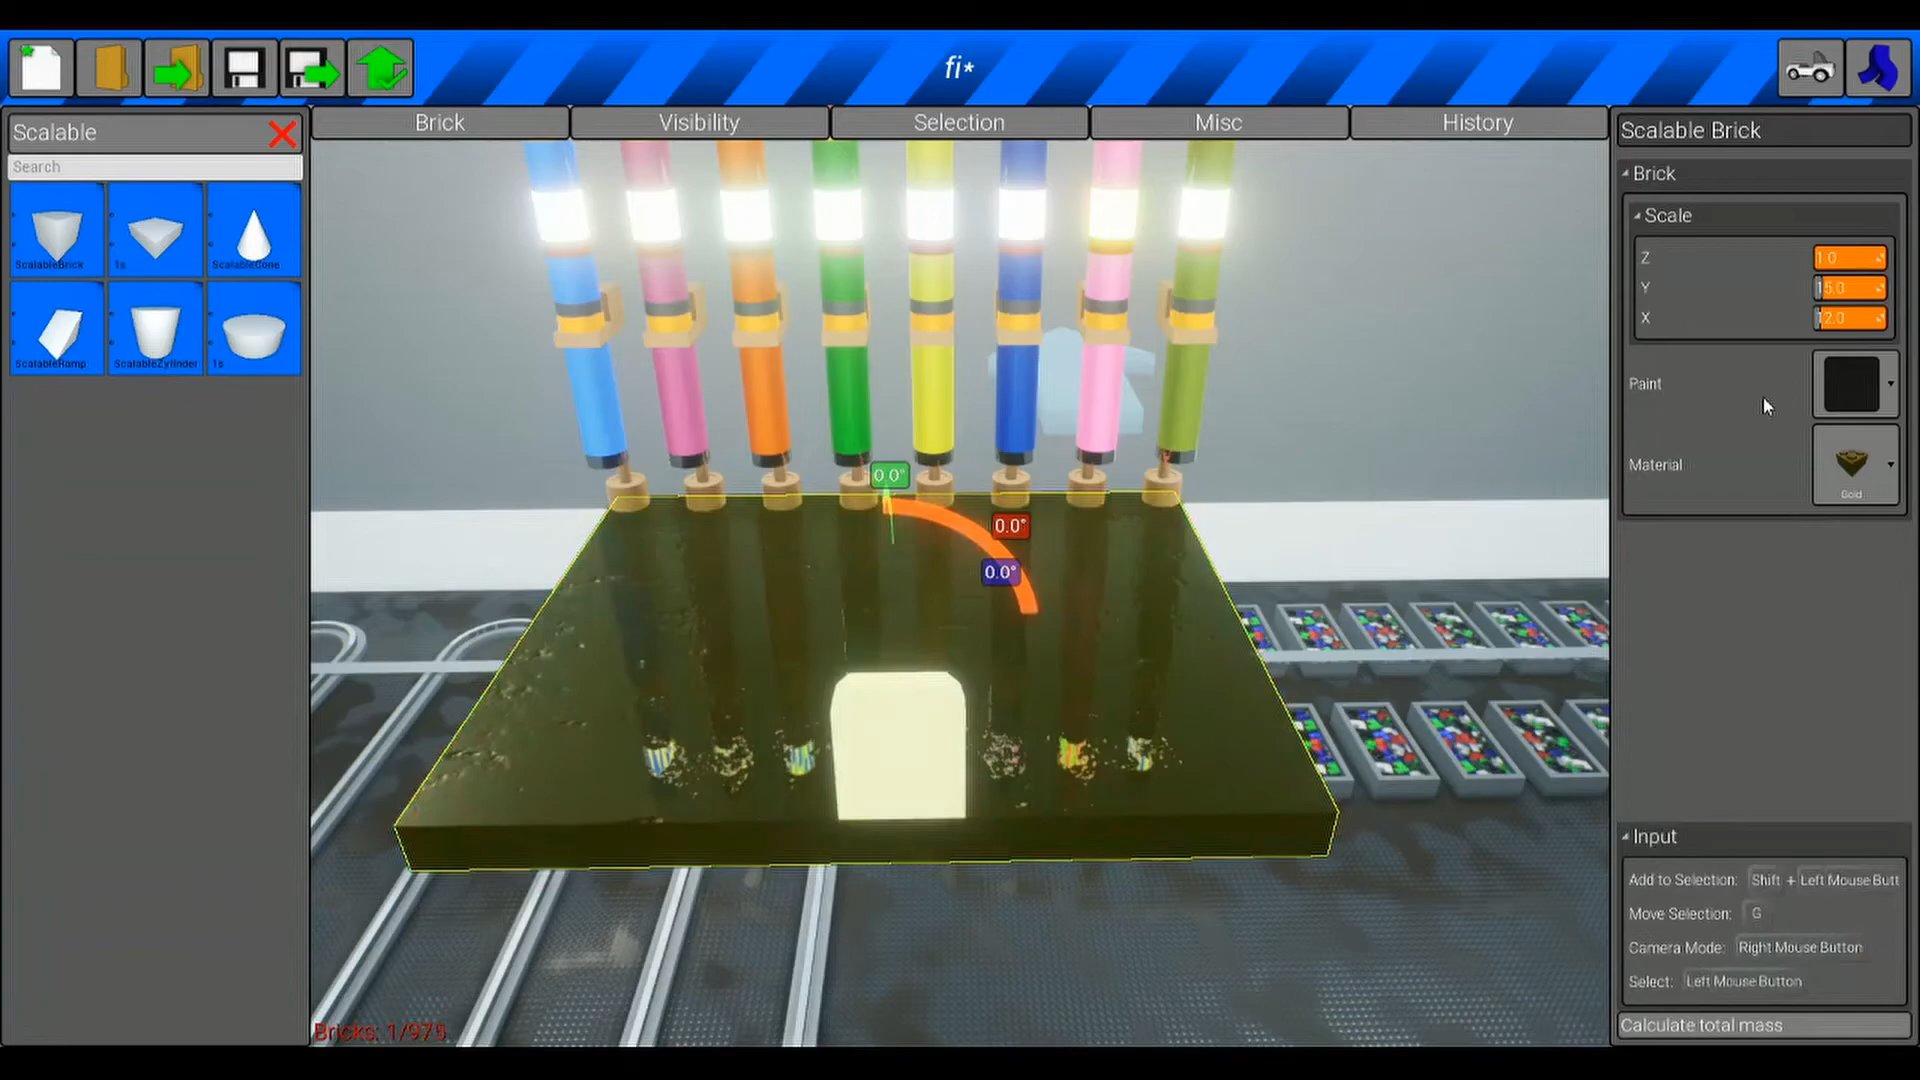 fi*
Scalable
Search
ScalableBrick
1s
ScalableCone
ScalableRamp
ScalableZylinder
1s
Brick
Visibility
Selection
Misc
History
0.0°
0.0°
0.0°
Bricks: 1/975
Scalable Brick
Brick
Scale
Z 1.0
Y 15.0
X 12.0
Paint
Material
Gold
Input
Add to Selection: Shift + Left Mouse Butt
Move Selection: G
Camera Mode: Right Mouse Button
Select: Left Mouse Button
Calculate total mass